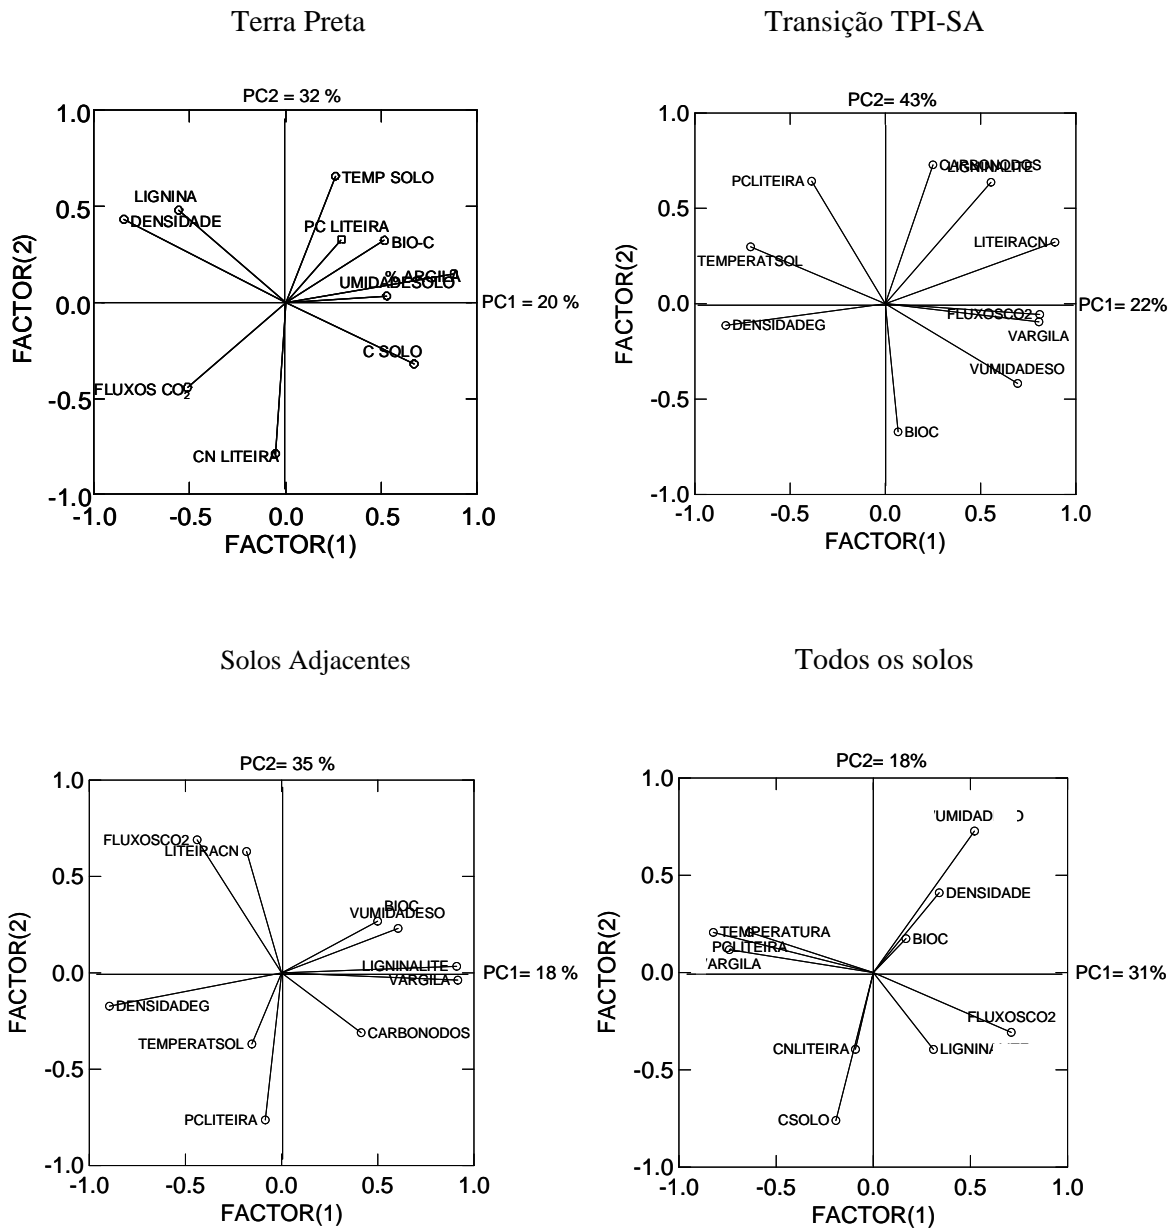 Terra Preta
Transição TPI-SA
PC2 = 32 %
1.0
0.5
0.0
-0.5
-1.0
FACTOR(2)
LIGNINA
DENSIDADE
TEMP SOLO
PC LITEIRA
BIO-C
% ARGILA
UMIDADESOLO
C SOLO
FLUXOS CO2
CN LITEIRA
PC1 = 20 %
-1.0 -0.5 0.0 0.5 1.0
FACTOR(1)
PC2= 43%
1.0
0.5
0.0
-0.5
-1.0
FACTOR(2)
CARBONODOS
LIGNINALITE
PCLITEIRA
LITEIRACN
TEMPERATSOL
DENSIDADEG
FLUXOSCO2
VARGILA
VUMIDADESO
BIOC
PC1= 22%
-1.0 -0.5 0.0 0.5 1.0
FACTOR(1)
Solos Adjacentes
Todos os solos
PC2= 35 %
1.0
0.5
0.0
-0.5
-1.0
FACTOR(2)
FLUXOSCO2
LITEIRACN
BIOC
VUMIDADESO
LIGNINALITE
VARGILA
DENSIDADEG
CARBONODOS
TEMPERATSOL
PCLITEIRA
PC1= 18 %
-1.0 -0.5 0.0 0.5 1.0
FACTOR(1)
PC2= 18%
1.0
0.5
0.0
-0.5
-1.0
FACTOR(2)
UMIDAD
DENSIDADE
TEMPERATURA
BIOC
PCLITEIRA
ARGILA
FLUXOSCO2
CNLITEIRA
LIGNINA
CSOLO
PC1= 31%
-1.0 -0.5 0.0 0.5 1.0
FACTOR(1)